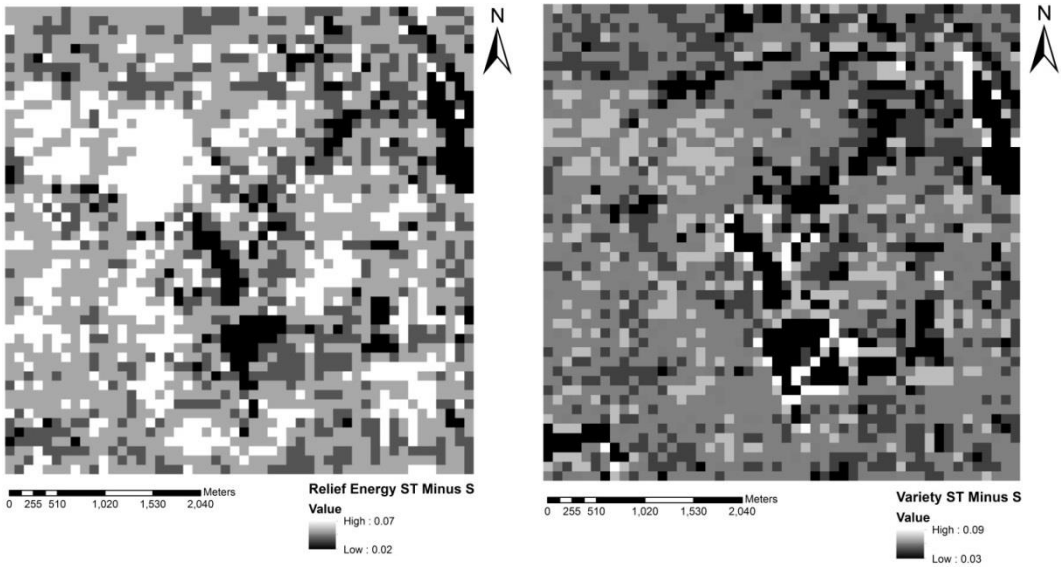 N
Meters
0 255 510 1,020 1,530 2,040
Relief Energy ST Minus S
Value
High : 0.07
Low : 0.02
N
Meters
0 255 510 1,020 1,530 2,040
Variety ST Minus S
Value
High : 0.09
Low : 0.03